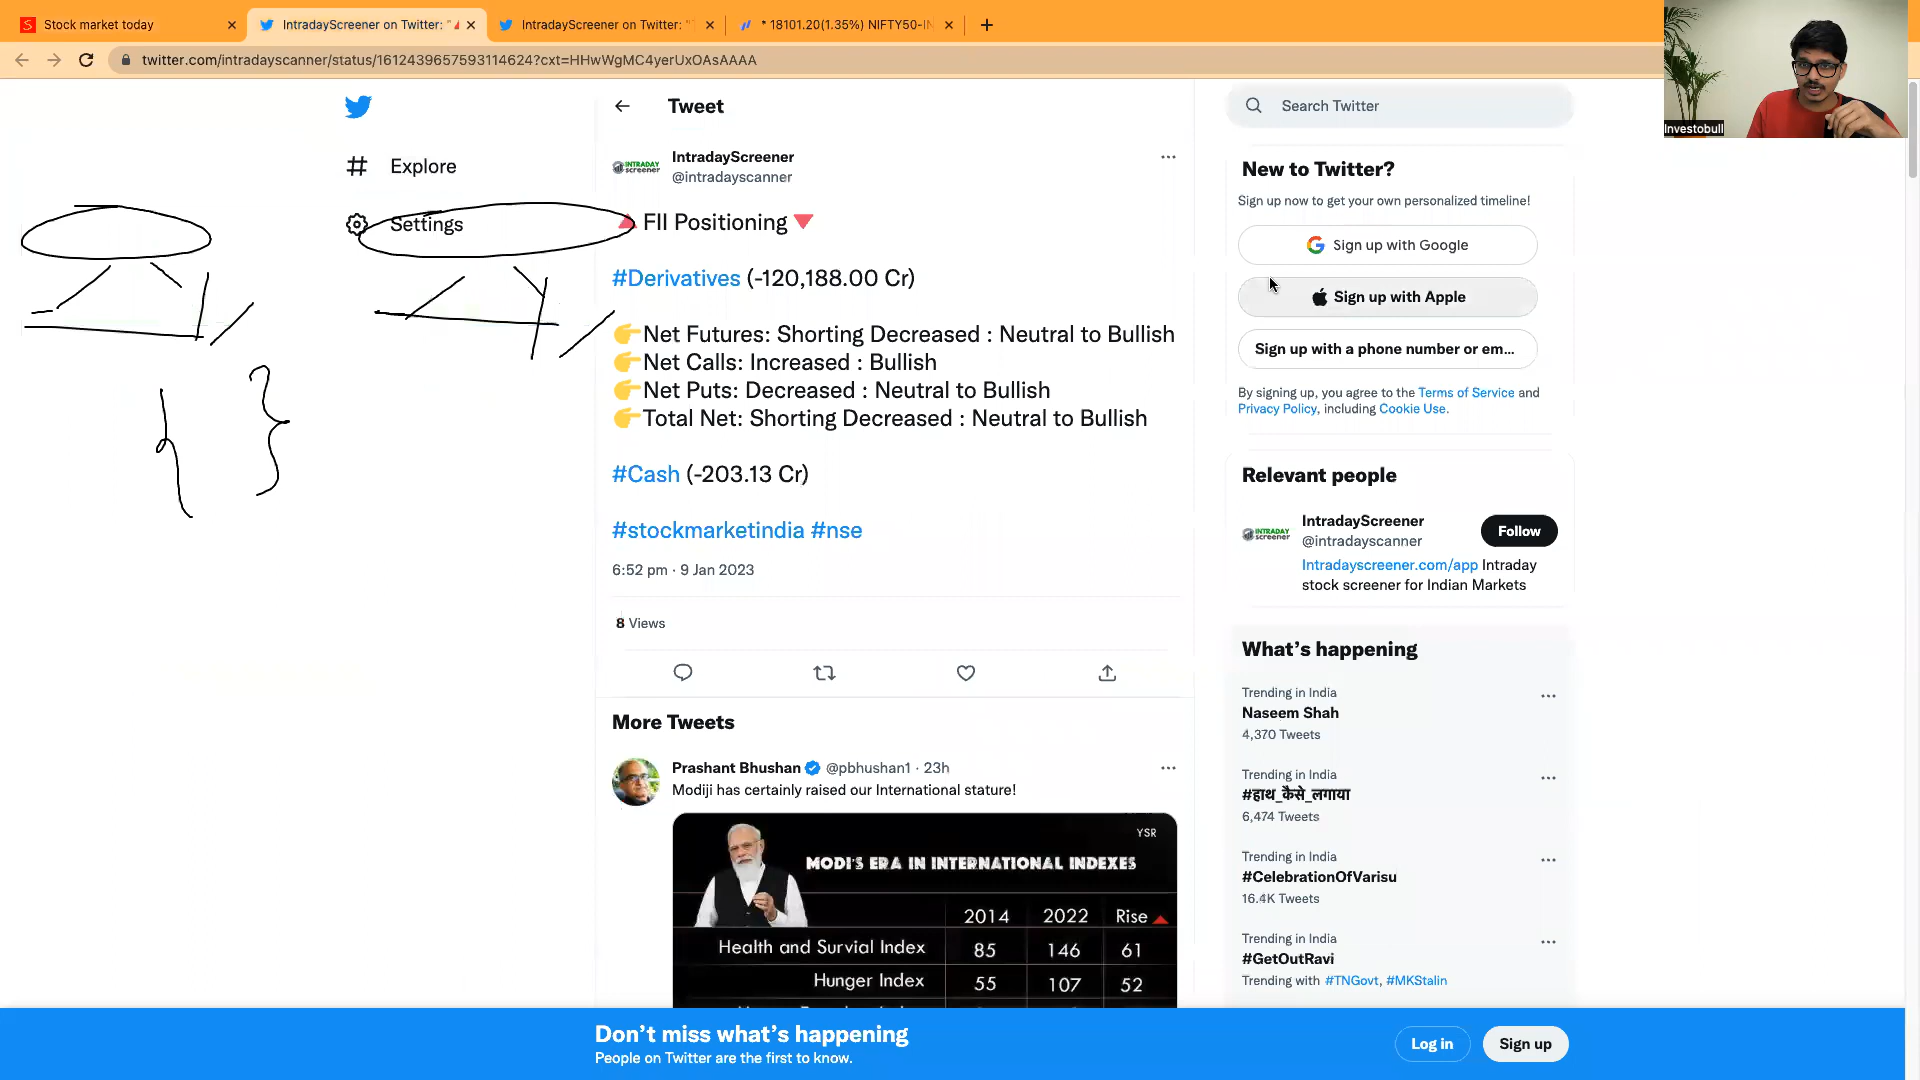 Stock market today
IntradayScreener on Twitter: "
IntradayScreener on Twitter: "
* 18101.20(1.35%) NIFTY50-IN
twitter.com/intradayscanner/status/1612439657593114624?cxt=HHwWgMC4yerUxOAsAAAA
Investobull
Explore
Settings
Tweet
INTRADAY screener
IntradayScreener
@intradayscanner
FII Positioning
#Derivatives (-120,188.00 Cr)
Net Futures: Shorting Decreased : Neutral to Bullish
Net Calls: Increased : Bullish
Net Puts: Decreased : Neutral to Bullish
Total Net: Shorting Decreased : Neutral to Bullish
#Cash (-203.13 Cr)
#stockmarketindia #nse
6:52 pm · 9 Jan 2023
8 Views
More Tweets
Prashant Bhushan @pbhushan1 · 23h
Modiji has certainly raised our International stature!
YSR
MODI'S ERA IN INTERNATIONAL INDEXES
2014 2022 Rise
Health and Survial Index 85 146 61
Hunger Index 55 107 52
Search Twitter
New to Twitter?
Sign up now to get your own personalized timeline!
Sign up with Google
Sign up with Apple
Sign up with a phone number or em...
By signing up, you agree to the Terms of Service and
Privacy Policy, including Cookie Use.
Relevant people
INTRADAY screener
IntradayScreener
@intradayscanner
Follow
Intradayscreener.com/app Intraday
stock screener for Indian Markets
What's happening
Trending in India
Naseem Shah
4,370 Tweets
Trending in India
#हाथ_कैसे_लगाया
6,474 Tweets
Trending in India
#CelebrationOfVarisu
16.4K Tweets
Trending in India
#GetOutRavi
Trending with #TNGovt, #MKStalin
Don't miss what's happening
People on Twitter are the first to know.
Log in
Sign up